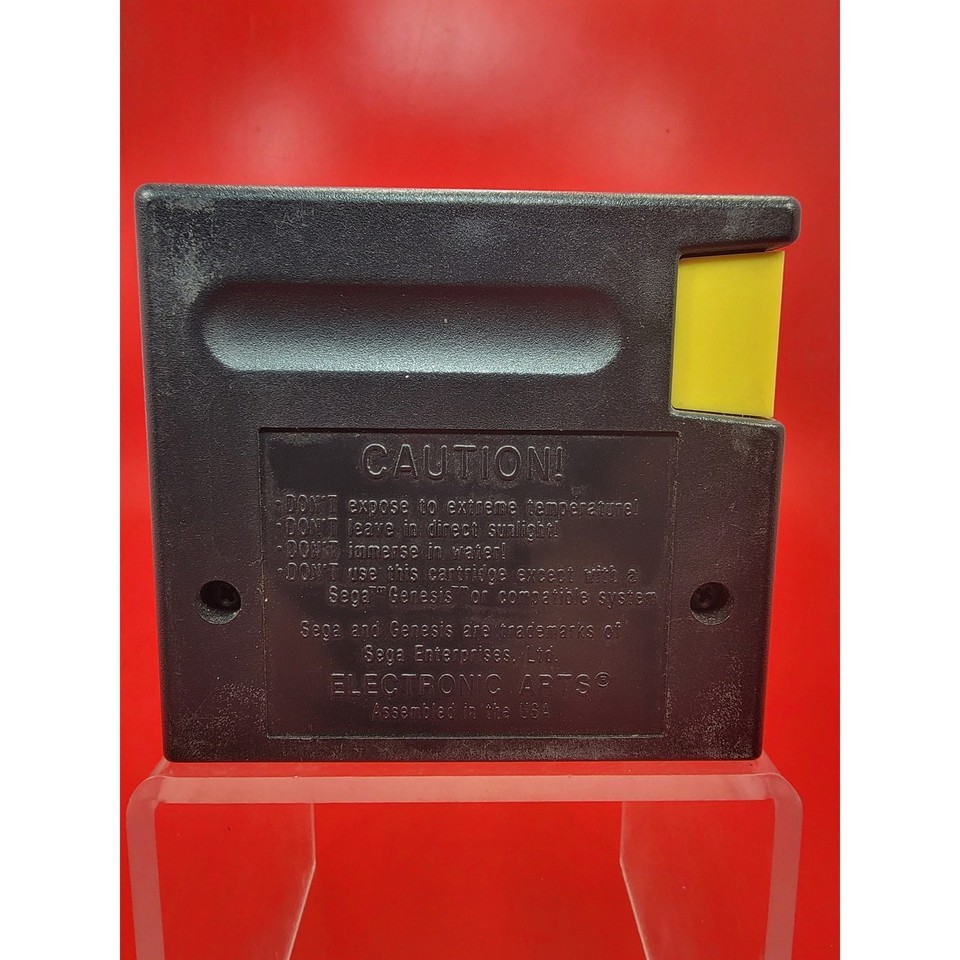 CAUTION!
-DON'T expose to extreme temperature!
-DON'T leave in direct sunlight!
-DON'T immerse in water!
-DON'T use this cartridge except with a
Sega™ Genesis™ or compatible system
Sega and Genesis are trademarks of
Sega Enterprises, Ltd.
ELECTRONIC ARTS®
Assembled in the USA